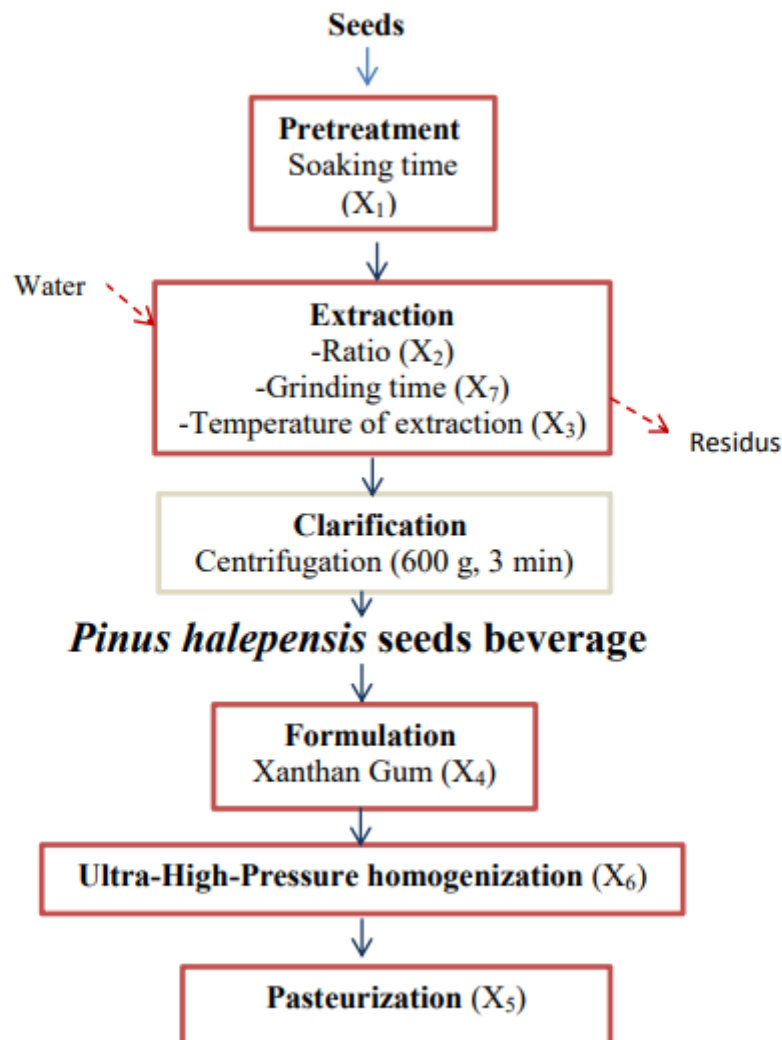 Seeds
Pretreatment
Soaking time
(X₁)
Water
Extraction
-Ratio (X₂)
-Grinding time (X₇)
-Temperature of extraction (X₃)
Residus
Clarification
Centrifugation (600 g, 3 min)
Pinus halepensis seeds beverage
Formulation
Xanthan Gum (X₄)
Ultra-High-Pressure homogenization (X₆)
Pasteurization (X₅)